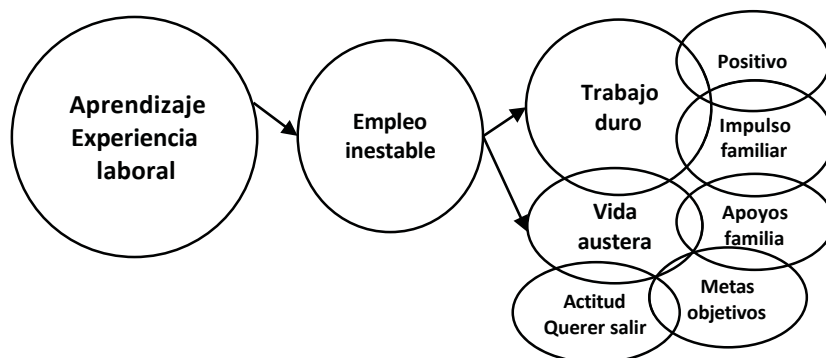 Aprendizaje
Experiencia
laboral
Empleo
inestable
Trabajo
duro
Positivo
Impulso
familiar
Vida
austera
Apoyos
familia
Actitud
Querer salir
Metas
objetivos